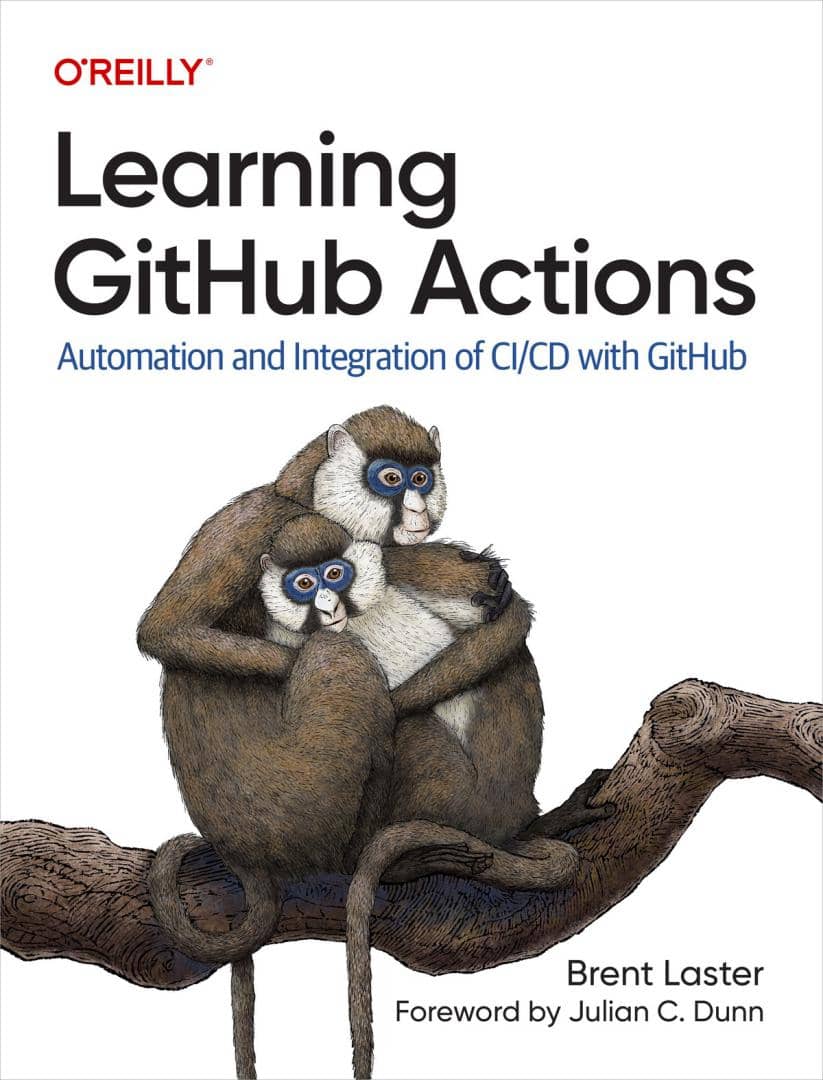 O'REILLY®
Learning
GitHub Actions
Automation and Integration of CI/CD with GitHub
Brent Laster
Foreword by Julian C. Dunn